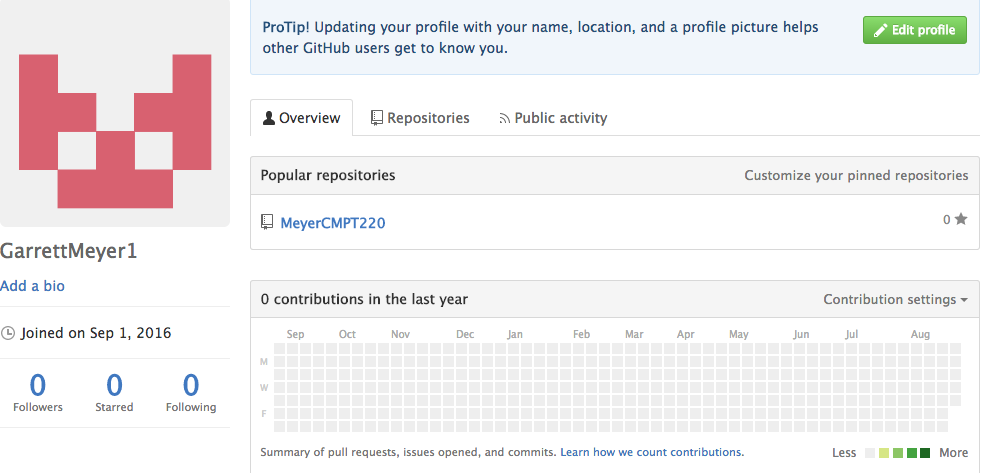 ProTip! Updating your profile with your name, location, and a profile picture helps
other GitHub users get to know you.
Edit profile
Overview
Repositories
Public activity
Popular repositories
Customize your pinned repositories
MeyerCMPT220
0
GarrettMeyer1
Add a bio
Joined on Sep 1, 2016
0 0 0
Followers Starred Following
0 contributions in the last year
Contribution settings
Sep Oct Nov Dec Jan Feb Mar Apr May Jun Jul Aug
M
W
F
Summary of pull requests, issues opened, and commits. Learn how we count contributions.
Less More